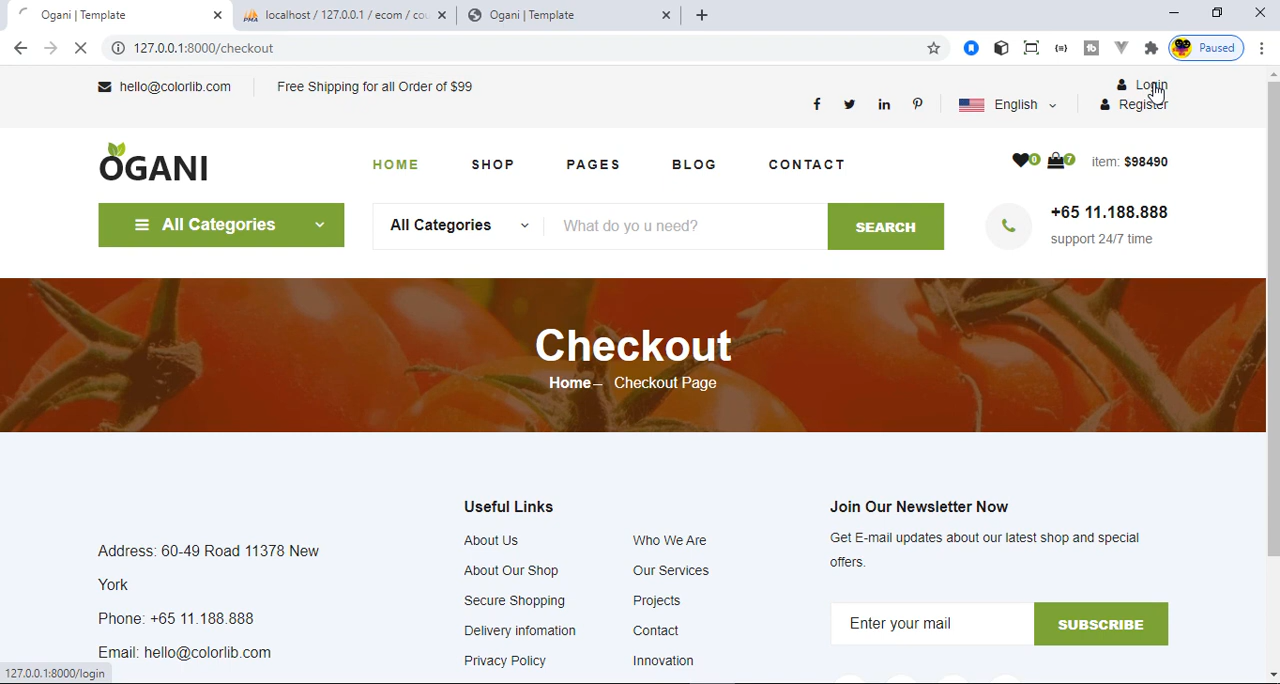 Ogani | Template
localhost / 127.0.0.1 / ecom / cou
Ogani | Template
127.0.0.1:8000/checkout
Paused
hello@colorlib.com
Free Shipping for all Order of $99
Login
English
Register
OGANI
HOME
SHOP
PAGES
BLOG
CONTACT
0
7
item: $98490
All Categories
All Categories
What do yo u need?
SEARCH
+65 11.188.888
support 24/7 time
Checkout
Home – Checkout Page
Address: 60-49 Road 11378 New
York
Phone: +65 11.188.888
Email: hello@colorlib.com
Useful Links
About Us
About Our Shop
Secure Shopping
Delivery infomation
Privacy Policy
Who We Are
Our Services
Projects
Contact
Innovation
Join Our Newsletter Now
Get E-mail updates about our latest shop and special
offers.
Enter your mail
SUBSCRIBE
127.0.0.1:8000/login